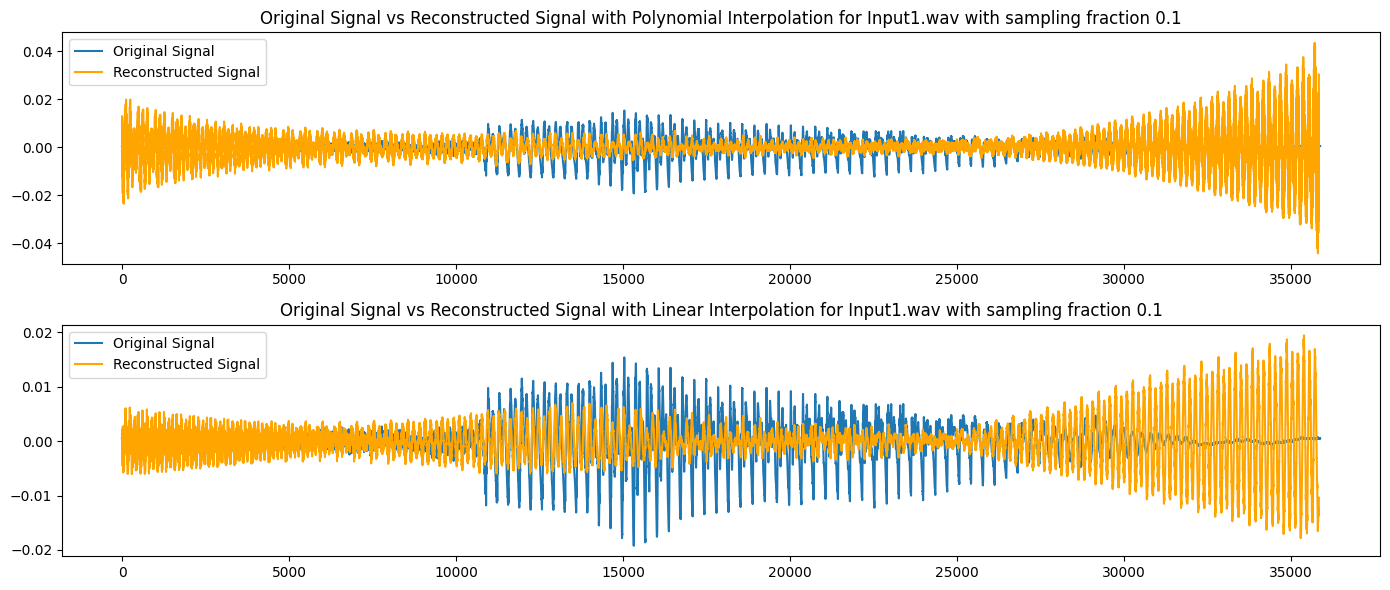 Original Signal vs Reconstructed Signal with Polynomial Interpolation for Input1.wav with sampling fraction 0.1
Original Signal
Reconstructed Signal
0.04
0.02
0.00
−0.02
−0.04
0 5000 10000 15000 20000 25000 30000 35000
Original Signal vs Reconstructed Signal with Linear Interpolation for Input1.wav with sampling fraction 0.1
Original Signal
Reconstructed Signal
0.02
0.01
0.00
−0.01
−0.02
0 5000 10000 15000 20000 25000 30000 35000